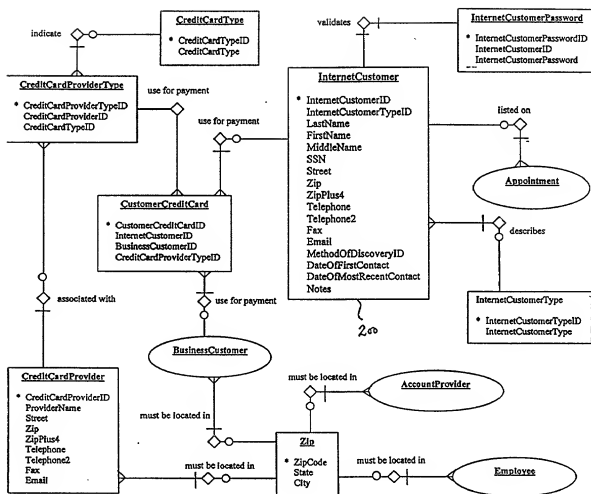 CreditCardType
* CreditCardTypeID
CreditCardType
indicate
validates
InternetCustomerPassword
* InternetCustomerPasswordID
InternetCustomerID
InternetCustomerPassword
CreditCardProviderType
* CreditCardProviderTypeID
CreditCardProviderID
CreditCardTypeID
use for payment
use for payment
InternetCustomer
* InternetCustomerID
InternetCustomerTypeID
LastName
FirstName
MiddleName
SSN
Street
Zip
ZipPlus4
Telephone
Telephone2
Fax
Email
MethodOfDiscoveryID
DateOfFirstContact
DateOfMostRecentContact
Notes
200
listed on
Appointment
describes
InternetCustomerType
* InternetCustomerTypeID
InternetCustomerType
CustomerCreditCard
* CustomerCreditCardID
InternetCustomerID
BusinessCustomerID
CreditCardProviderTypeID
associated with
use for payment
BusinessCustomer
CreditCardProvider
* CreditCardProviderID
ProviderName
Street
Zip
ZipPlus4
Telephone
Telephone2
Fax
Email
must be located in
must be located in
AccountProvider
must be located in
Zip
* ZipCode
State
City
must be located in
Employee